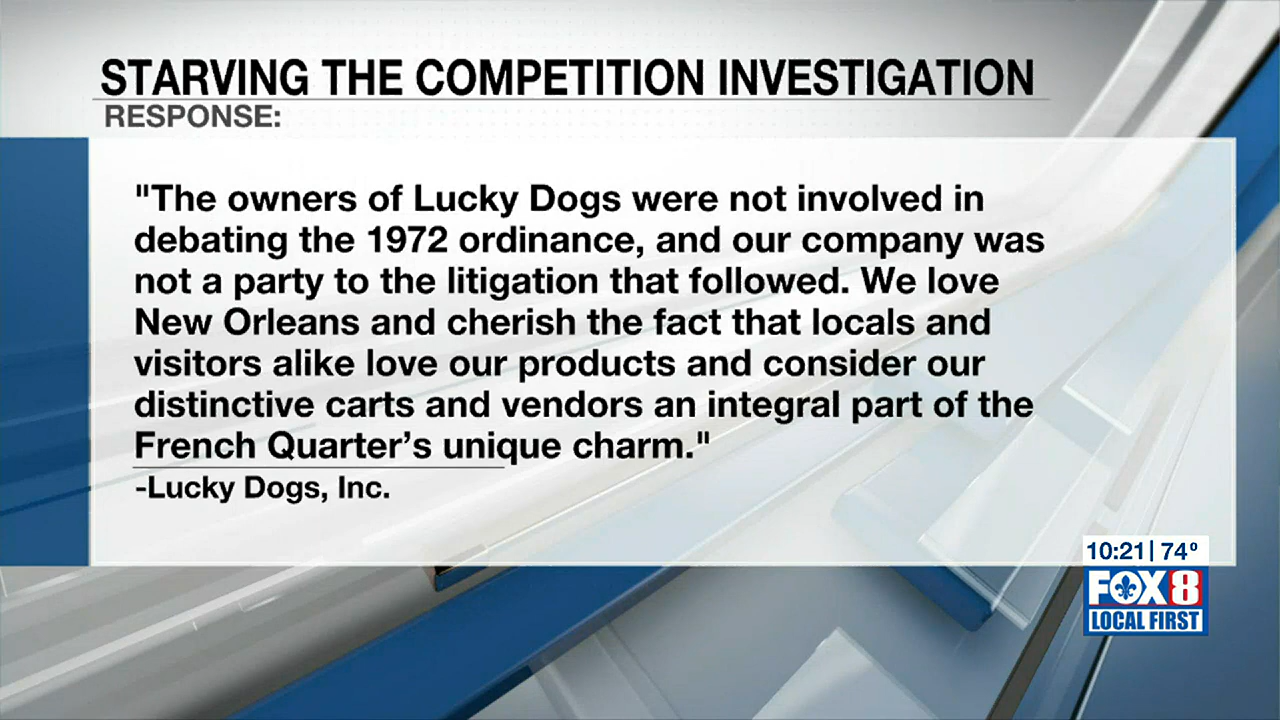 STARVING THE COMPETITION INVESTIGATION
RESPONSE:
"The owners of Lucky Dogs were not involved in
debating the 1972 ordinance, and our company was
not a party to the litigation that followed. We love
New Orleans and cherish the fact that locals and
visitors alike love our products and consider our
distinctive carts and vendors an integral part of the
French Quarter’s unique charm."
-Lucky Dogs, Inc.
10:21| 74º
FOX 8
LOCAL FIRST